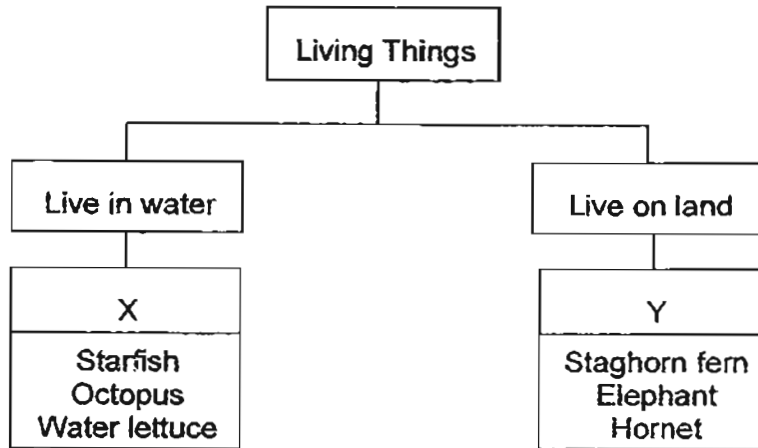 Living Things
Live in water
Live on land
X
Starfish
Octopus
Water lettuce
Y
Staghorn fern
Elephant
Hornet